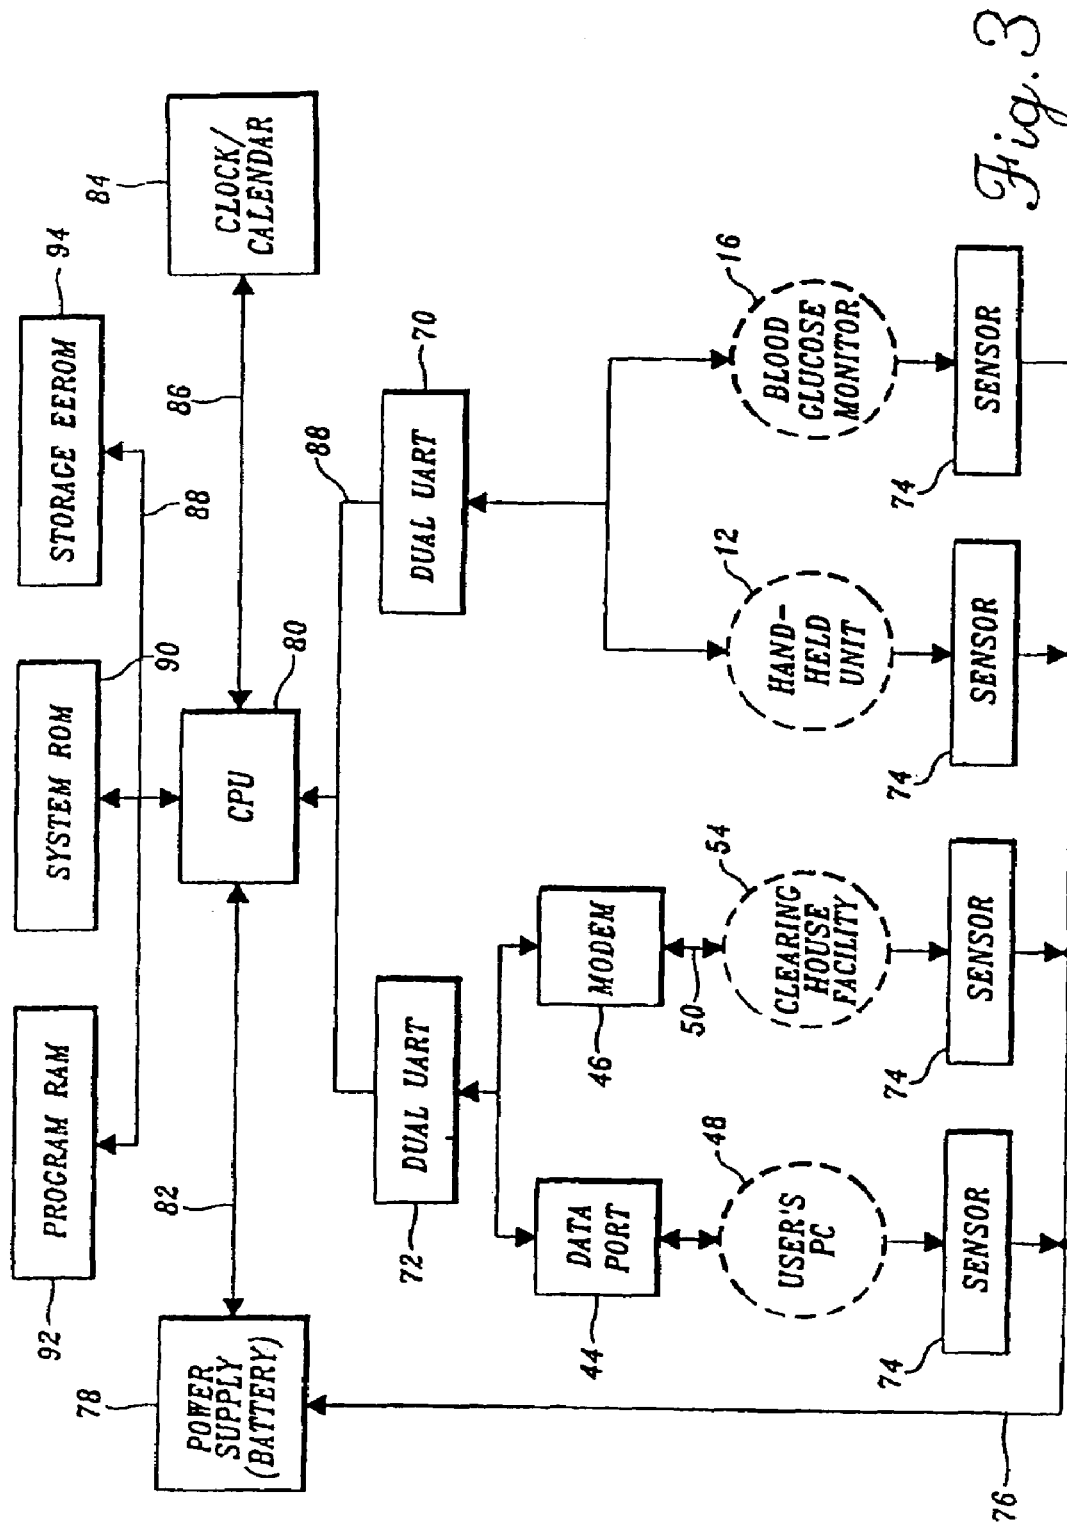 92
PROGRAM RAM
90
SYSTEM ROM
94
STORAGE EEROM
88
78
POWER
SUPPLY
(BATTERY)
82
CPU
80
86
84
CLOCK/
CALENDAR
88
72
DUAL UART
70
DUAL UART
44
DATA
PORT
46
MODEM
50
48
USER'S
PC
54
CLEARING
HOUSE
FACILITY
12
HAND-
HELD
UNIT
16
BLOOD
GLUCOSE
MONITOR
74
SENSOR
74
SENSOR
74
SENSOR
74
SENSOR
76
Fig. 3